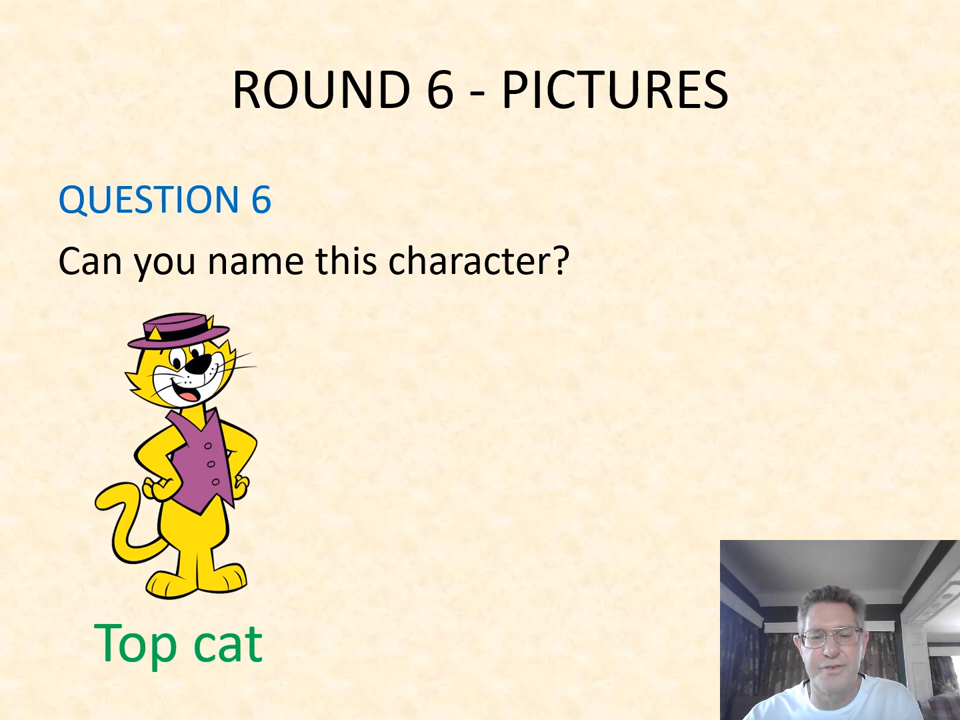 ROUND 6 - PICTURES
QUESTION 6
Can you name this character?
Top cat